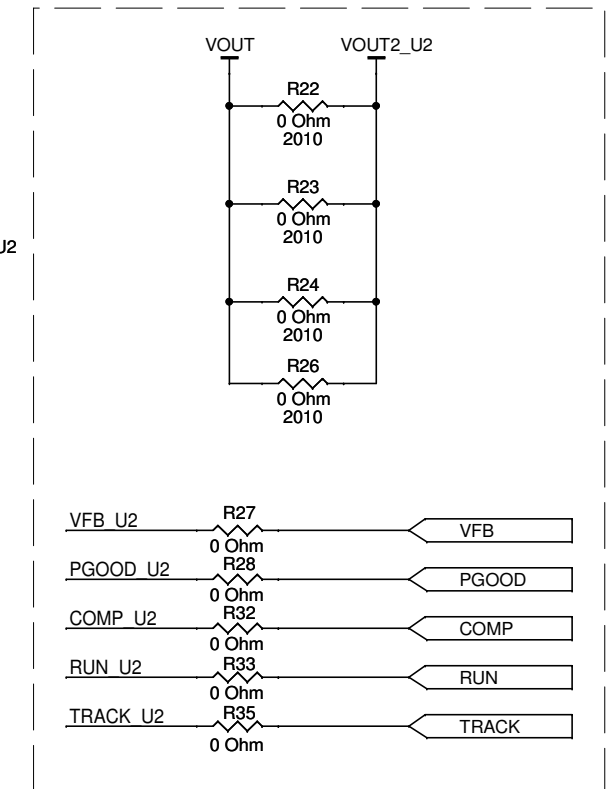 VOUT VOUT2_U2
R22
0 Ohm
2010
R23
0 Ohm
2010
U2
R24
0 Ohm
2010
R26
0 Ohm
2010
VFB_U2 R27 VFB
0 Ohm
PGOOD_U2 R28 PGOOD
0 Ohm
COMP_U2 R32 COMP
0 Ohm
RUN_U2 R33 RUN
0 Ohm
TRACK_U2 R35 TRACK
0 Ohm